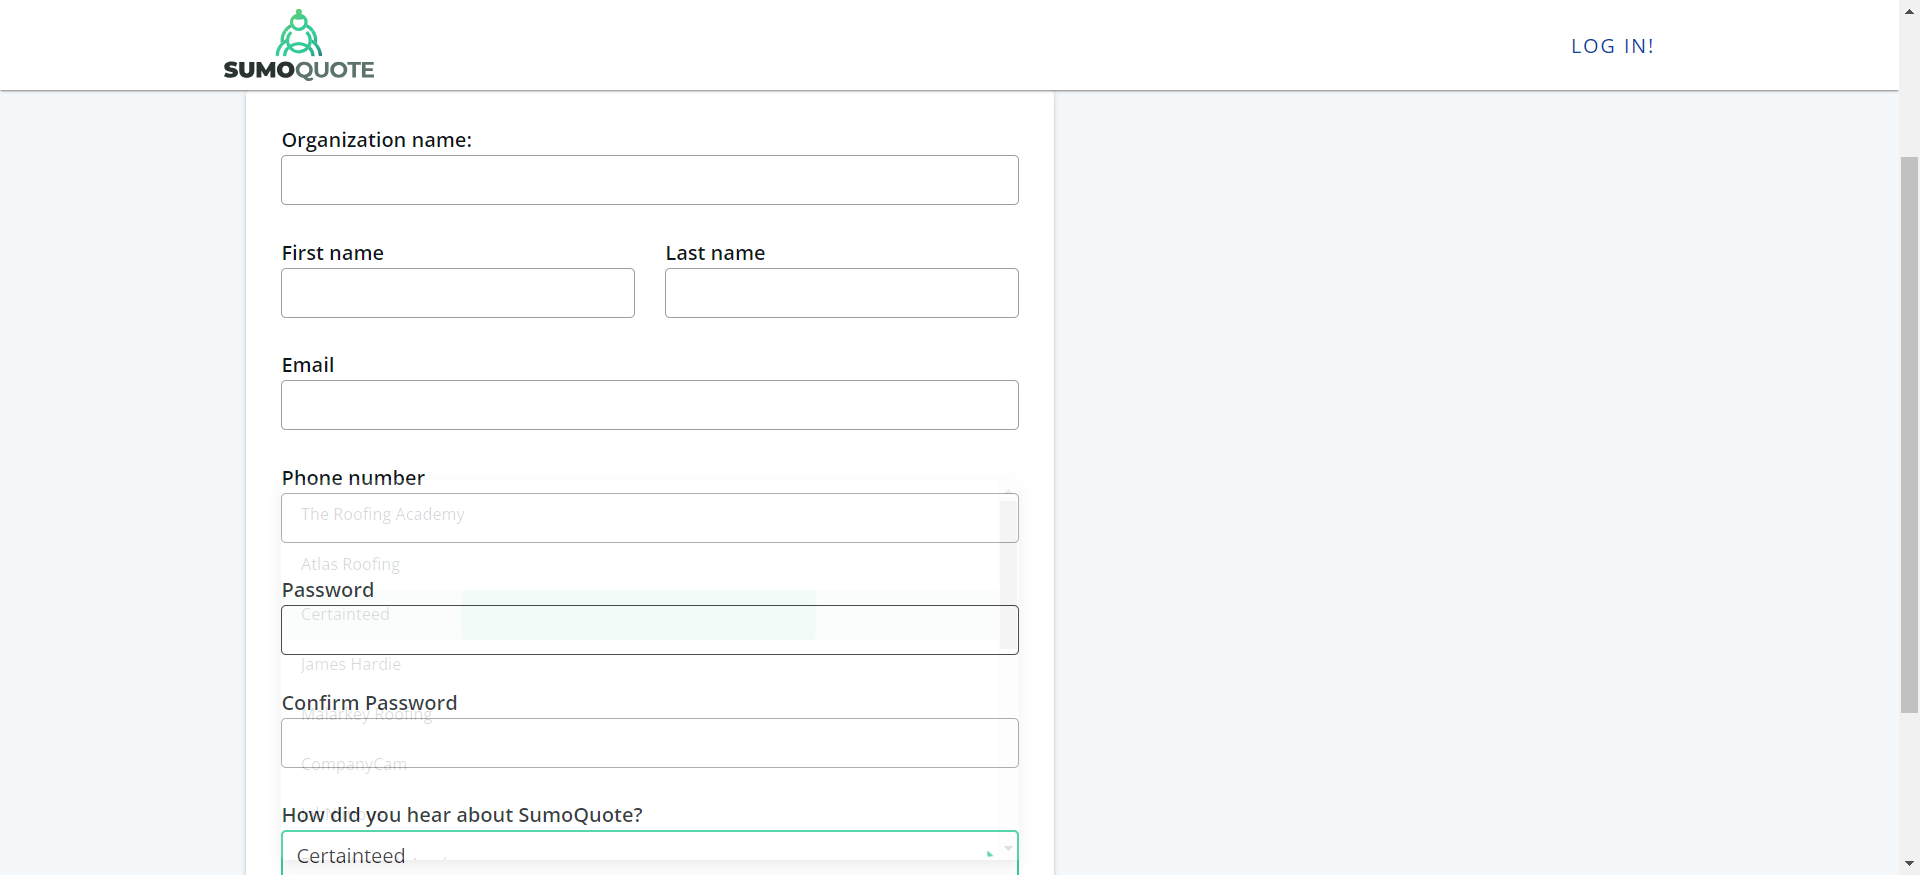 SUMOQUOTE
LOG IN!
Organization name:
First name
Last name
Email
Phone number
The Roofing Academy
Atlas Roofing
Password
Certainteed
James Hardie
Confirm Password
Malarkey Roofing
CompanyCam
How did you hear about SumoQuote?
Certainteed